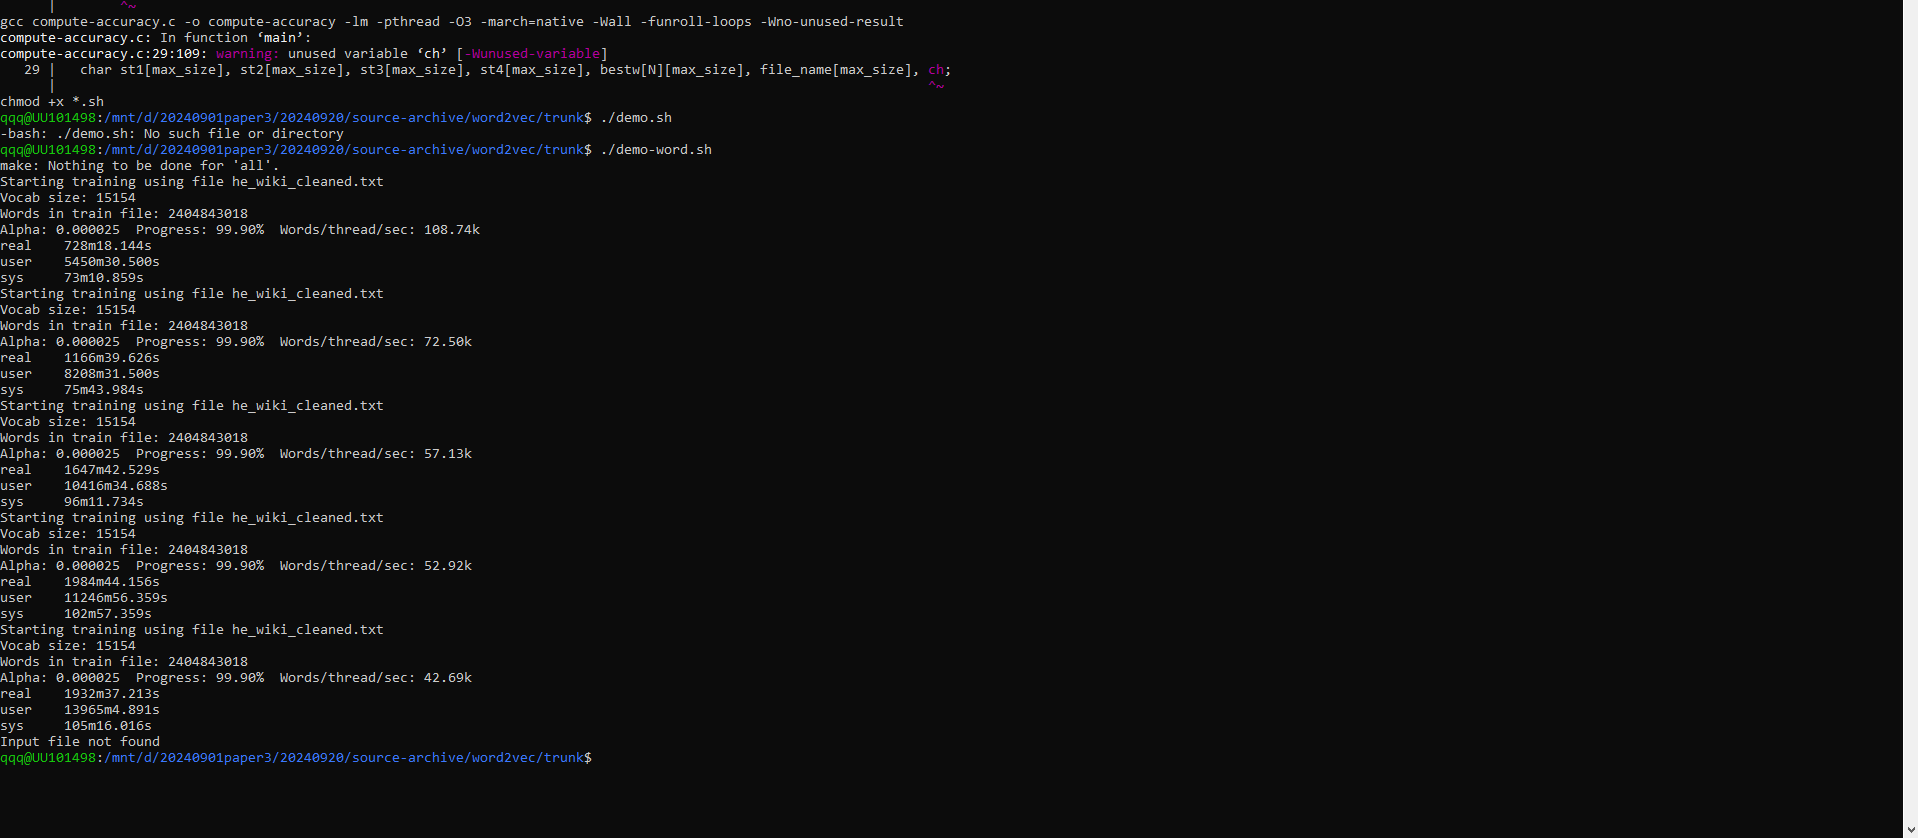 |        ^~
gcc compute-accuracy.c -o compute-accuracy -lm -pthread -O3 -march=native -Wall -funroll-loops -Wno-unused-result
compute-accuracy.c: In function ‘main’:
compute-accuracy.c:29:109: warning: unused variable ‘ch’ [-Wunused-variable]
   29 |   char st1[max_size], st2[max_size], st3[max_size], st4[max_size], bestw[N][max_size], file_name[max_size], ch;
      |                                                                                                             ^~
chmod +x *.sh
qqq@UU101498:/mnt/d/20240901paper3/20240920/source-archive/word2vec/trunk$ ./demo.sh
-bash: ./demo.sh: No such file or directory
qqq@UU101498:/mnt/d/20240901paper3/20240920/source-archive/word2vec/trunk$ ./demo-word.sh
make: Nothing to be done for 'all'.
Starting training using file he_wiki_cleaned.txt
Vocab size: 15154
Words in train file: 2404843018
Alpha: 0.000025  Progress: 99.90%  Words/thread/sec: 108.74k
real    728m18.144s
user    5450m30.500s
sys     73m10.859s
Starting training using file he_wiki_cleaned.txt
Vocab size: 15154
Words in train file: 2404843018
Alpha: 0.000025  Progress: 99.90%  Words/thread/sec: 72.50k
real    1166m39.626s
user    8208m31.500s
sys     75m43.984s
Starting training using file he_wiki_cleaned.txt
Vocab size: 15154
Words in train file: 2404843018
Alpha: 0.000025  Progress: 99.90%  Words/thread/sec: 57.13k
real    1647m42.529s
user    10416m34.688s
sys     96m11.734s
Starting training using file he_wiki_cleaned.txt
Vocab size: 15154
Words in train file: 2404843018
Alpha: 0.000025  Progress: 99.90%  Words/thread/sec: 52.92k
real    1984m44.156s
user    11246m56.359s
sys     102m57.359s
Starting training using file he_wiki_cleaned.txt
Vocab size: 15154
Words in train file: 2404843018
Alpha: 0.000025  Progress: 99.90%  Words/thread/sec: 42.69k
real    1932m37.213s
user    13965m4.891s
sys     105m16.016s
Input file not found
qqq@UU101498:/mnt/d/20240901paper3/20240920/source-archive/word2vec/trunk$